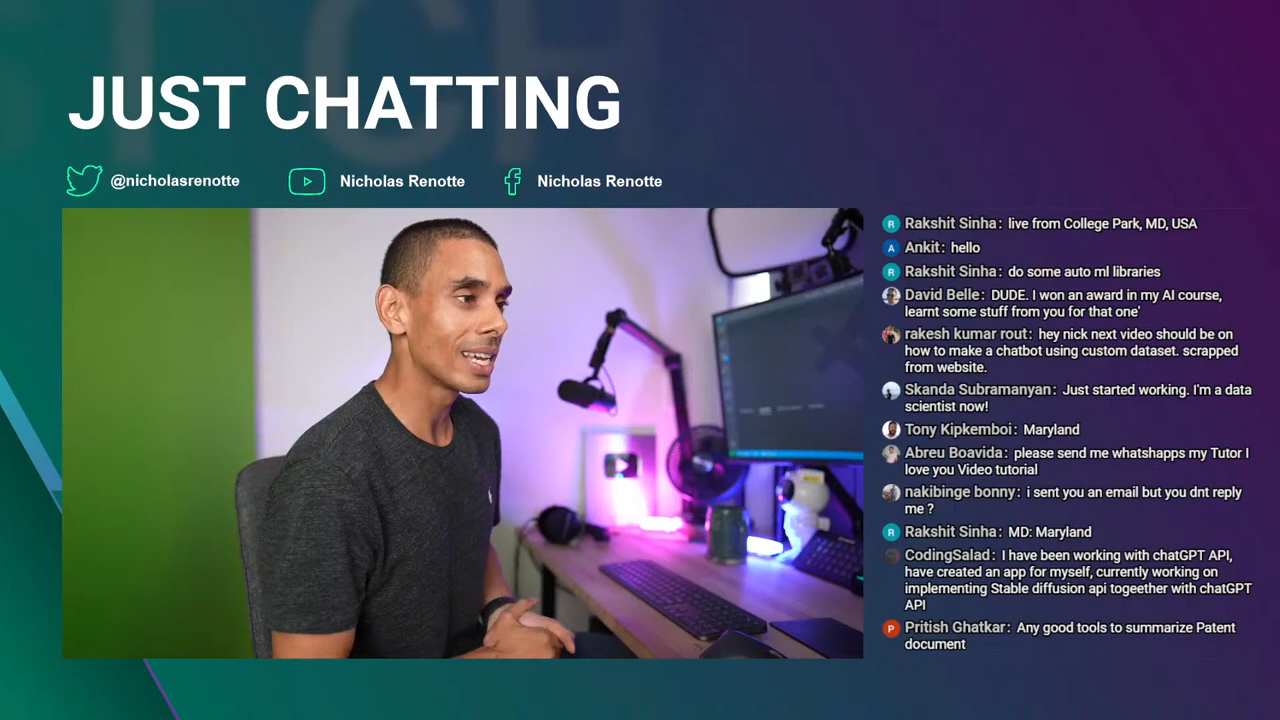 JUST CHATTING
@nicholasrenotte
Nicholas Renotte
Nicholas Renotte
R Rakshit Sinha: live from College Park, MD, USA
A Ankit: hello
R Rakshit Sinha: do some auto ml libraries
David Belle: DUDE. I won an award in my AI course,
learnt some stuff from you for that one'
rakesh kumar rout: hey nick next video should be on
how to make a chatbot using custom dataset. scrapped
from website.
Skanda Subramanyan: Just started working. I'm a data
scientist now!
Tony Kipkemboi: Maryland
Abreu Boavida: please send me whatshapps my Tutor I
love you Video tutorial
nakibinge bonny: i sent you an email but you dnt reply
me ?
R Rakshit Sinha: MD: Maryland
CodingSalad: I have been working with chatGPT API,
have created an app for myself, currently working on
implementing Stable diffusion api togeether with chatGPT
API
P Pritish Ghatkar: Any good tools to summarize Patent
document